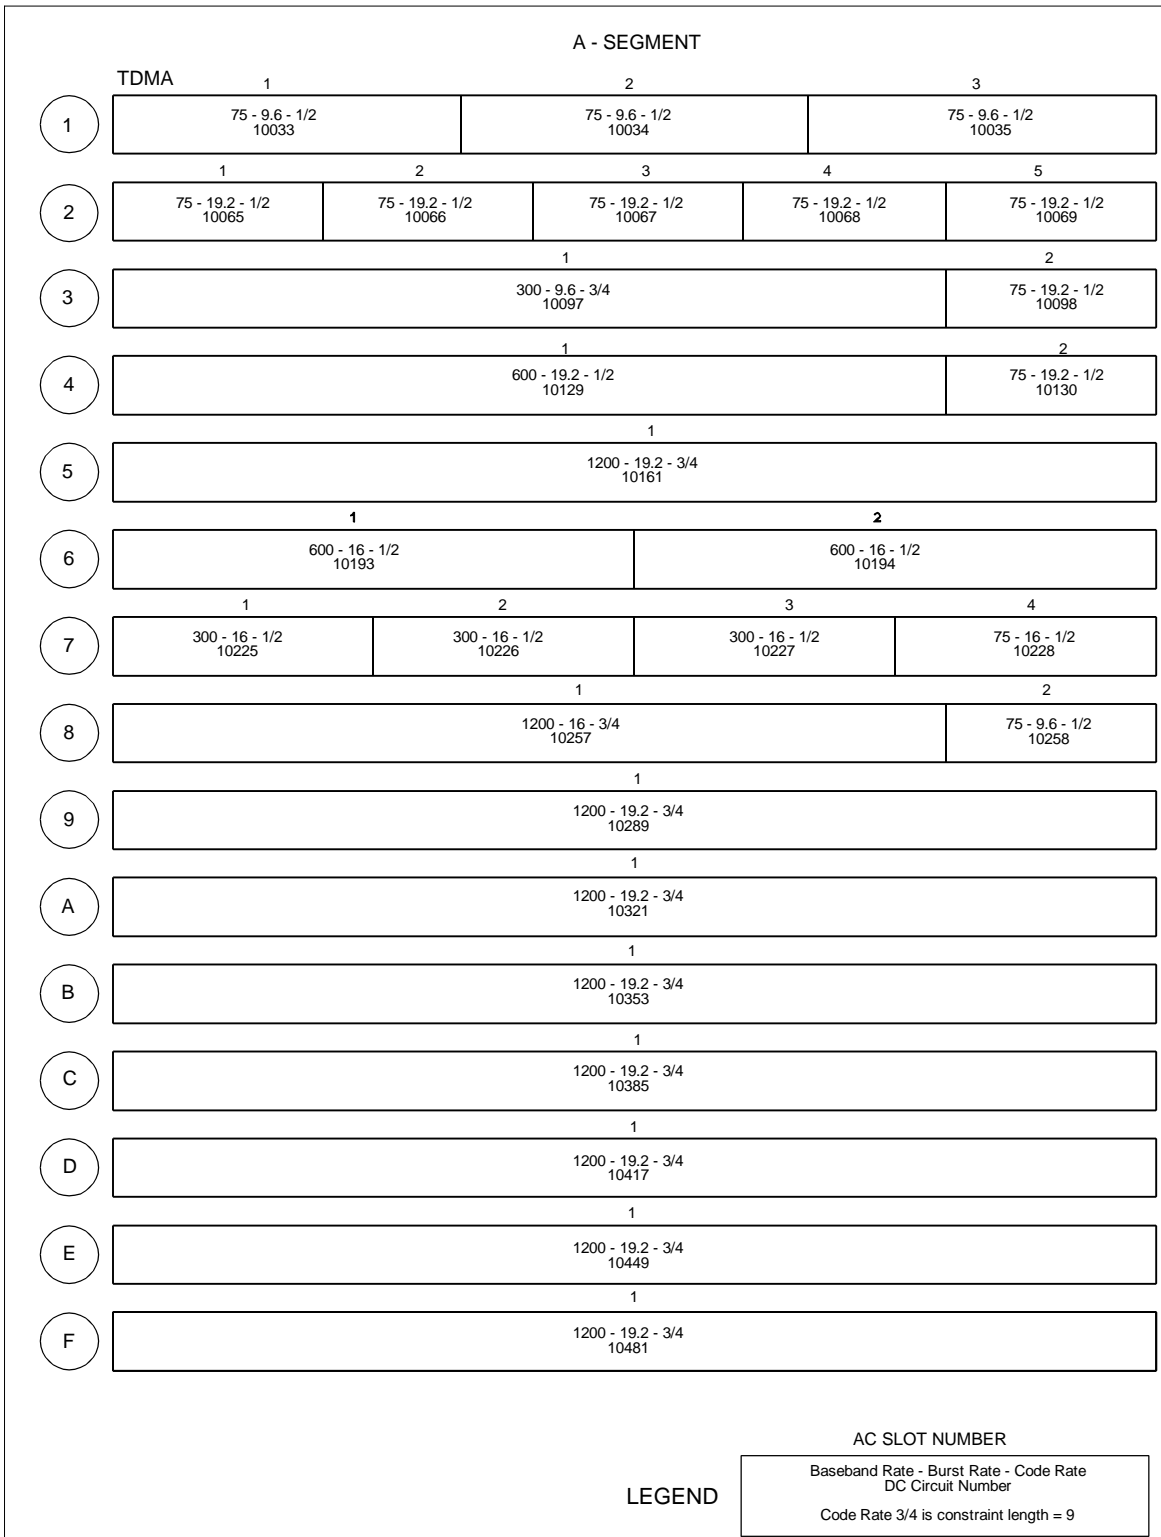 A - SEGMENT
TDMA
1 2 3
1
75 - 9.6 - 1/2 75 - 9.6 - 1/2 75 - 9.6 - 1/2
10033 10034 10035
1 2 3 4 5
2
75 - 19.2 - 1/2 75 - 19.2 - 1/2 75 - 19.2 - 1/2 75 - 19.2 - 1/2 75 - 19.2 - 1/2
10065 10066 10067 10068 10069
1 2
3
300 - 9.6 - 3/4 75 - 19.2 - 1/2
10097 10098
1 2
4
600 - 19.2 - 1/2 75 - 19.2 - 1/2
10129 10130
1
5
1200 - 19.2 - 3/4
10161
1 2
6
600 - 16 - 1/2 600 - 16 - 1/2
10193 10194
1 2 3 4
7
300 - 16 - 1/2 300 - 16 - 1/2 300 - 16 - 1/2 75 - 16 - 1/2
10225 10226 10227 10228
1 2
8
1200 - 16 - 3/4 75 - 9.6 - 1/2
10257 10258
1
9
1200 - 19.2 - 3/4
10289
1
A
1200 - 19.2 - 3/4
10321
1
B
1200 - 19.2 - 3/4
10353
1
C
1200 - 19.2 - 3/4
10385
1
D
1200 - 19.2 - 3/4
10417
1
E
1200 - 19.2 - 3/4
10449
1
F
1200 - 19.2 - 3/4
10481
AC SLOT NUMBER
LEGEND
Baseband Rate - Burst Rate - Code Rate
DC Circuit Number
Code Rate 3/4 is constraint length = 9